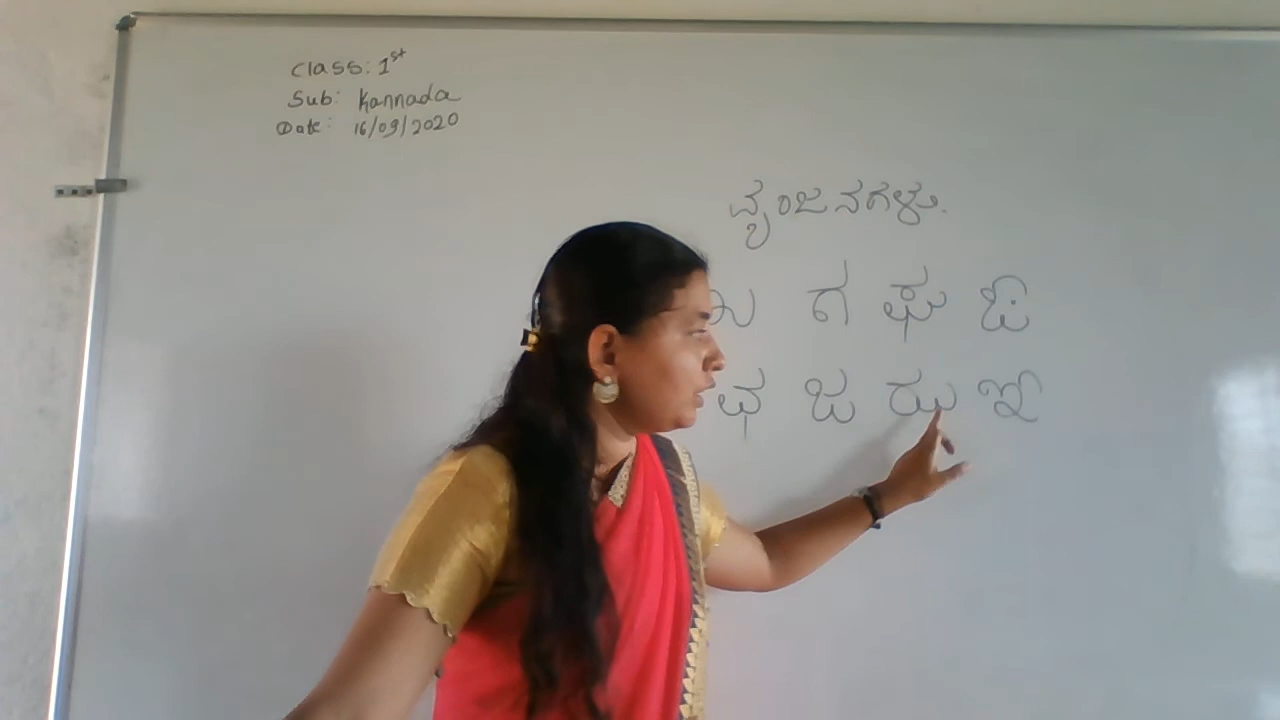 Class: 1st
Sub: Kannada
Date: 16/09/2020
ವ್ಯಂಜನಗಳು.
ಖ ಗ ಘ ಙ
ಛ ಜ ಝ ಞ